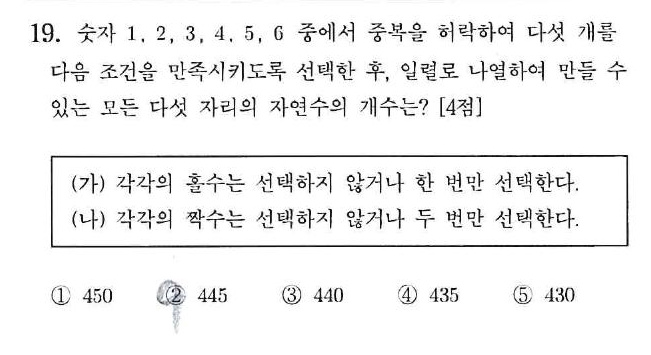 19. 숫자 1, 2, 3, 4, 5, 6 중에서 중복을 허락하여 다섯 개를
다음 조건을 만족시키도록 선택한 후, 일렬로 나열하여 만들 수
있는 모든 다섯 자리의 자연수의 개수는? [4점]
(가) 각각의 홀수는 선택하지 않거나 한 번만 선택한다.
(나) 각각의 짝수는 선택하지 않거나 두 번만 선택한다.
① 450 ② 445 ③ 440 ④ 435 ⑤ 430